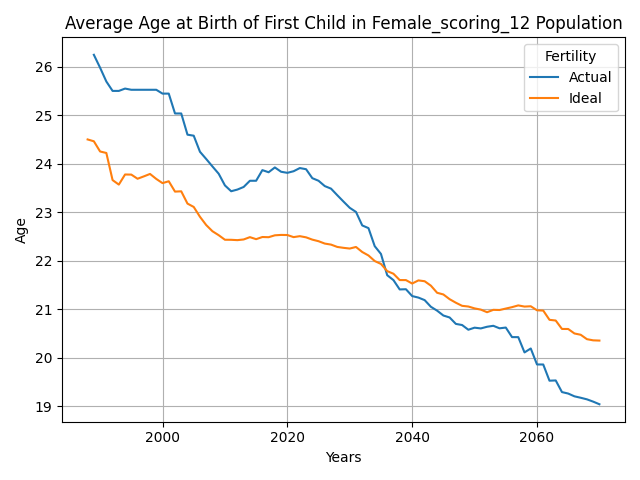 Average Age at Birth of First Child in Female_scoring_12 Population
Fertility
Actual
Ideal
26
25
24
23
22
21
20
19
Age
2000
2020
2040
2060
Years